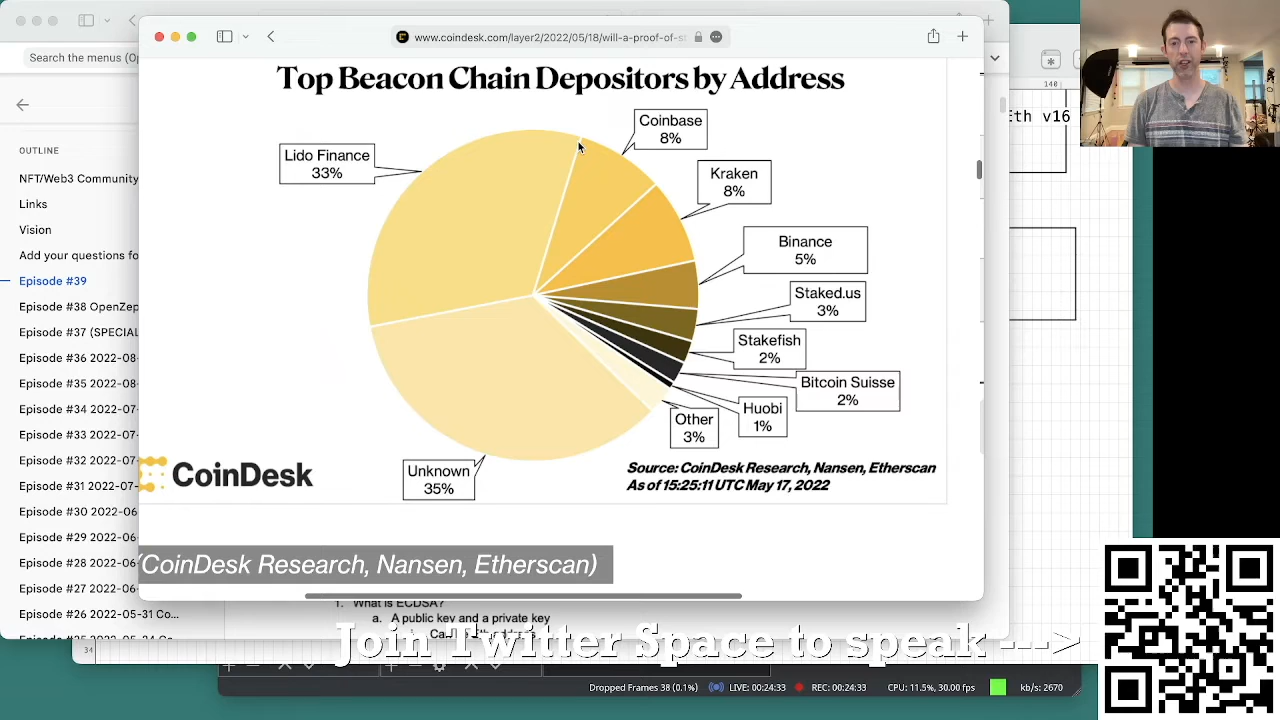 www.coindesk.com/layer2/2022/05/18/will-a-proof-of-s
Search the menus (Op
OUTLINE
NFT/Web3 Community
Links
Vision
Add your questions fo
Episode #39
Episode #38 OpenZep
Episode #37 (SPECIAL
Episode #36 2022-08-
Episode #35 2022-08-
Episode #34 2022-07-
Episode #33 2022-07-
Episode #32 2022-07-
Episode #31 2022-07-
Episode #30 2022-06-
Episode #29 2022-06-
Episode #28 2022-06-
Episode #27 2022-06-
Episode #26 2022-05-31 Co...
Top Beacon Chain Depositors by Address
Coinbase
8%
Lido Finance
33%
Kraken
8%
Binance
5%
Staked.us
3%
Stakefish
2%
Bitcoin Suisse
2%
Huobi
1%
Other
3%
Unknown
35%
CoinDesk
Source: CoinDesk Research, Nansen, Etherscan
As of 15:25:11 UTC May 17, 2022
(CoinDesk Research, Nansen, Etherscan)
140
Eth v16
1. What is ECDSA?
a. A public key and a private key
Join Twitter Space to speak --->
34
Dropped Frames 38 (0.1%)
LIVE: 00:24:33
REC: 00:24:33
CPU: 11.5%, 30.00 fps
kb/s: 2670